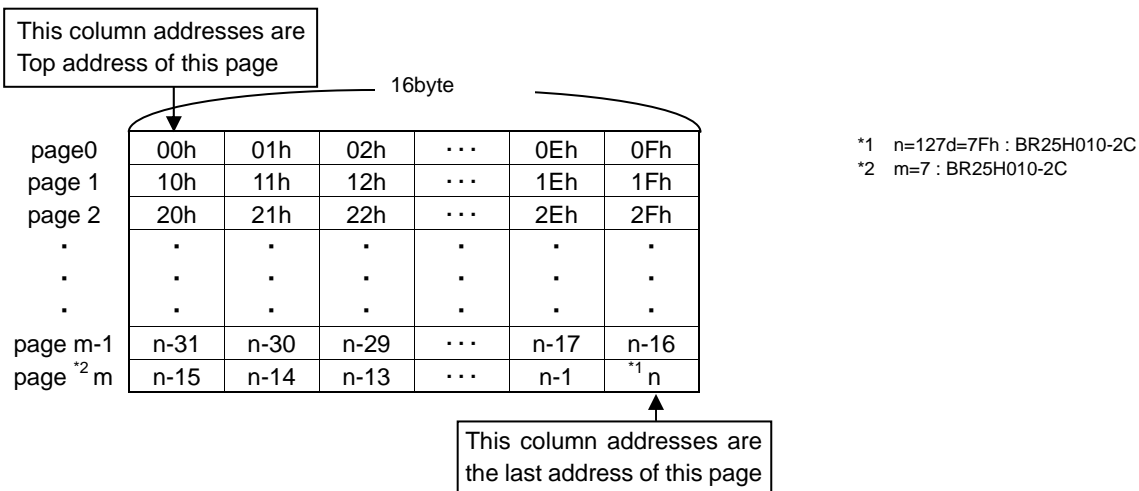 This column addresses are
Top address of this page
16byte
page0 00h 01h 02h ··· 0Eh 0Fh
page 1 10h 11h 12h ··· 1Eh 1Fh
page 2 20h 21h 22h ··· 2Eh 2Fh
· · · · · · ·
· · · · · · ·
· · · · · · ·
page m-1 n-31 n-30 n-29 ··· n-17 n-16
page *2 m n-15 n-14 n-13 ··· n-1 *1 n
This column addresses are
the last address of this page
*1 n=127d=7Fh : BR25H010-2C
*2 m=7 : BR25H010-2C